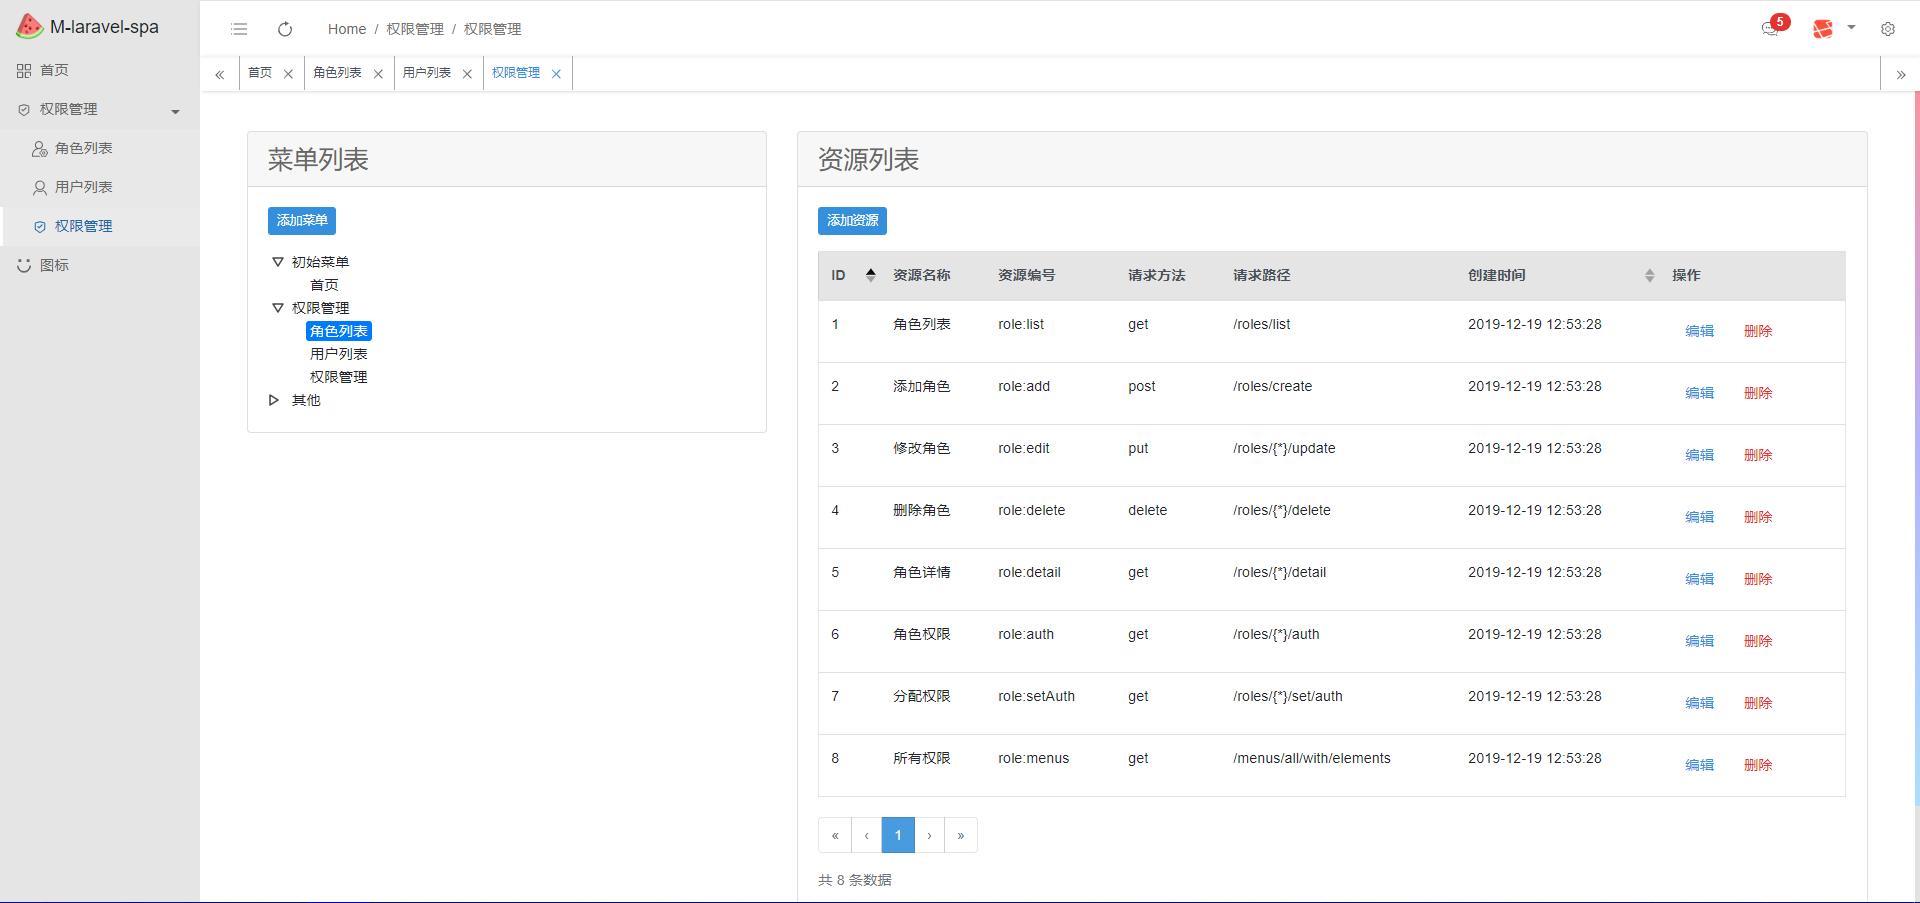 M-laravel-spa
首页
权限管理
角色列表
用户列表
权限管理
图标
Home / 权限管理 / 权限管理
5
« 首页 角色列表 用户列表 权限管理 »
菜单列表
添加菜单
初始菜单
首页
权限管理
角色列表
用户列表
权限管理
其他
资源列表
添加资源
ID 资源名称 资源编号 请求方法 请求路径 创建时间 操作
1 角色列表 role:list get /roles/list 2019-12-19 12:53:28 编辑 删除
2 添加角色 role:add post /roles/create 2019-12-19 12:53:28 编辑 删除
3 修改角色 role:edit put /roles/{*}/update 2019-12-19 12:53:28 编辑 删除
4 删除角色 role:delete delete /roles/{*}/delete 2019-12-19 12:53:28 编辑 删除
5 角色详情 role:detail get /roles/{*}/detail 2019-12-19 12:53:28 编辑 删除
6 角色权限 role:auth get /roles/{*}/auth 2019-12-19 12:53:28 编辑 删除
7 分配权限 role:setAuth get /roles/{*}/set/auth 2019-12-19 12:53:28 编辑 删除
8 所有权限 role:menus get /menus/all/with/elements 2019-12-19 12:53:28 编辑 删除
« ‹ 1 › »
共 8 条数据